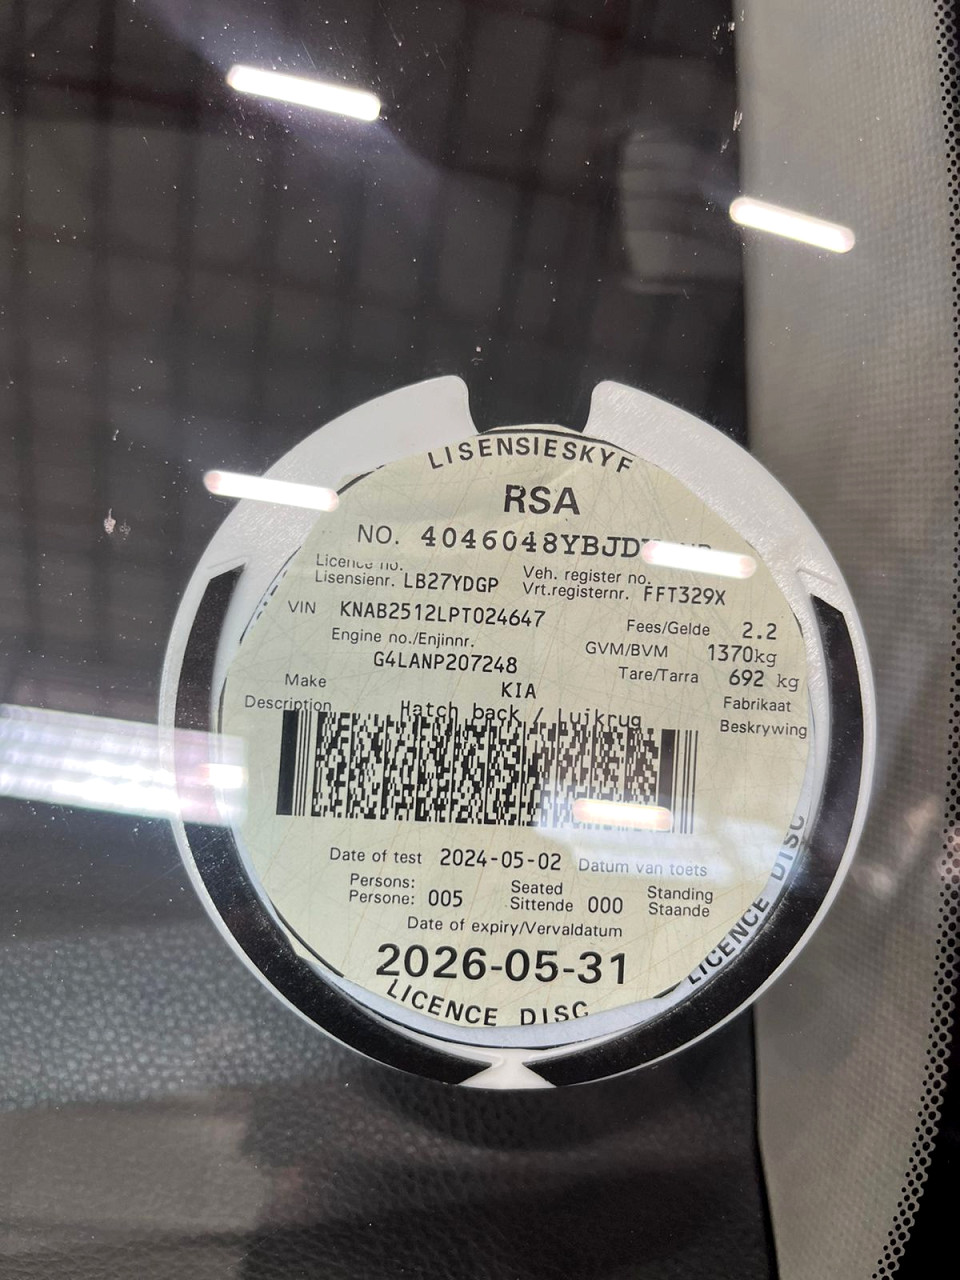 LISENSIESKYF
RSA
NO. 4046048YBJD
Licence no.
Lisensienr. LB27YDGP
Veh. register no.
Vrt.registernr. FFT329X
VIN KNAB2512LPT024647
Fees/Gelde 2.2
Engine no./Enjinnr.
G4LANP207248
GVM/BVM 1370kg
Tare/Tarra 692 kg
Make KIA Fabrikaat
Description Hatch back / Luikrug Beskrywing
Date of test 2024-05-02 Datum van toets
Persons: Seated Standing
Persone: 005 Sittende 000 Staande
Date of expiry/Vervaldatum
2026-05-31
LICENCE DISC
LICENCE DISC